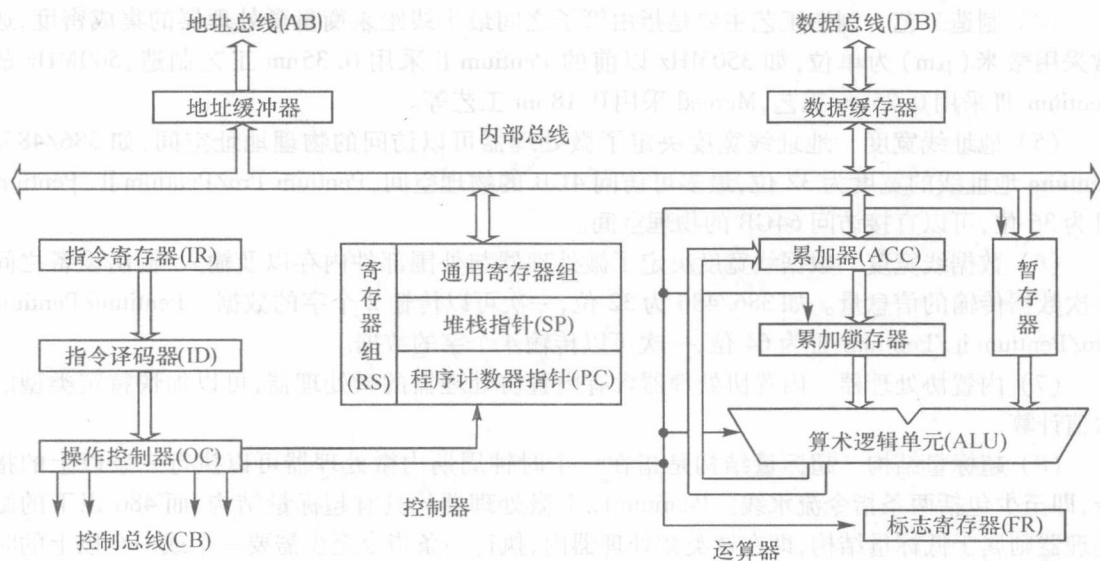 地址总线(AB)
数据总线(DB)
地址缓冲器
数据缓存器
内部总线
指令寄存器(IR)
指令译码器(ID)
操作控制器(OC)
控制总线(CB)
控制器
寄存器组(RS)
通用寄存器组
堆栈指针(SP)
程序计数器指针(PC)
累加器(ACC)
累加锁存器
暂存器
算术逻辑单元(ALU)
标志寄存器(FR)
运算器